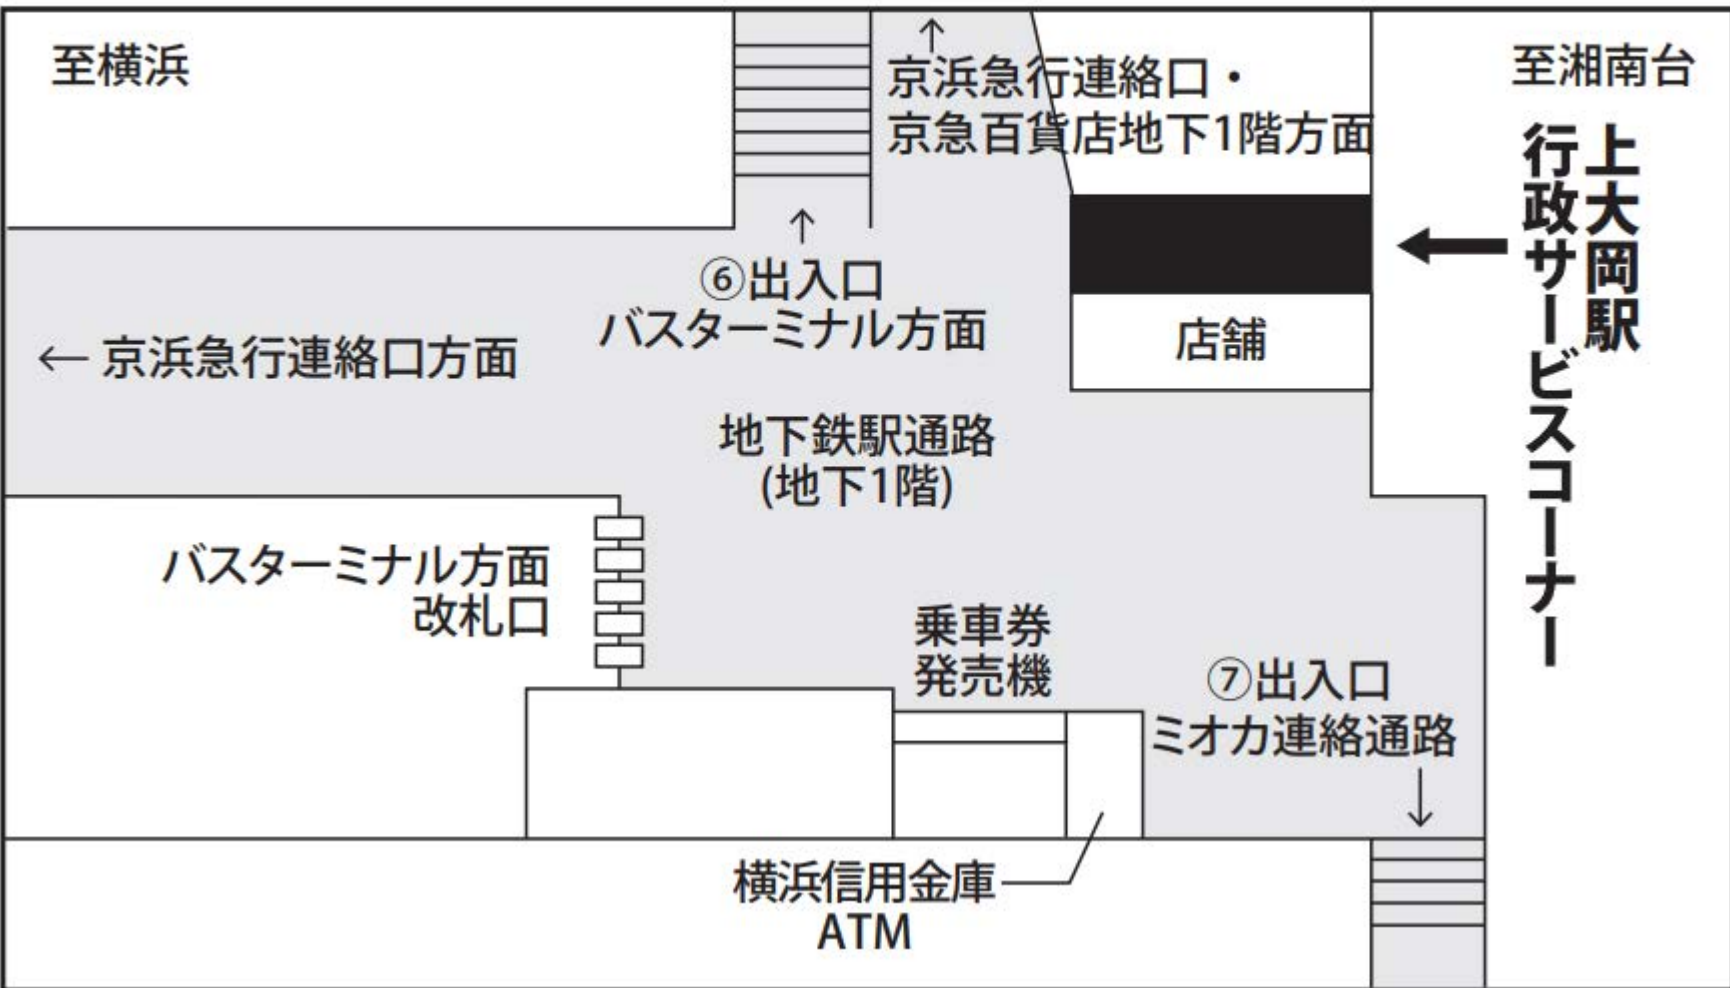 至横浜
↑
京浜急行連絡口・
京急百貨店地下1階方面
至湘南台
上大岡駅
行政サービスコーナー
←
↑
⑥出入口
バスターミナル方面
店舗
← 京浜急行連絡口方面
地下鉄駅通路
(地下1階)
バスターミナル方面
改札口
乗車券
発売機
⑦出入口
ミオカ連絡通路
↓
横浜信用金庫
ATM